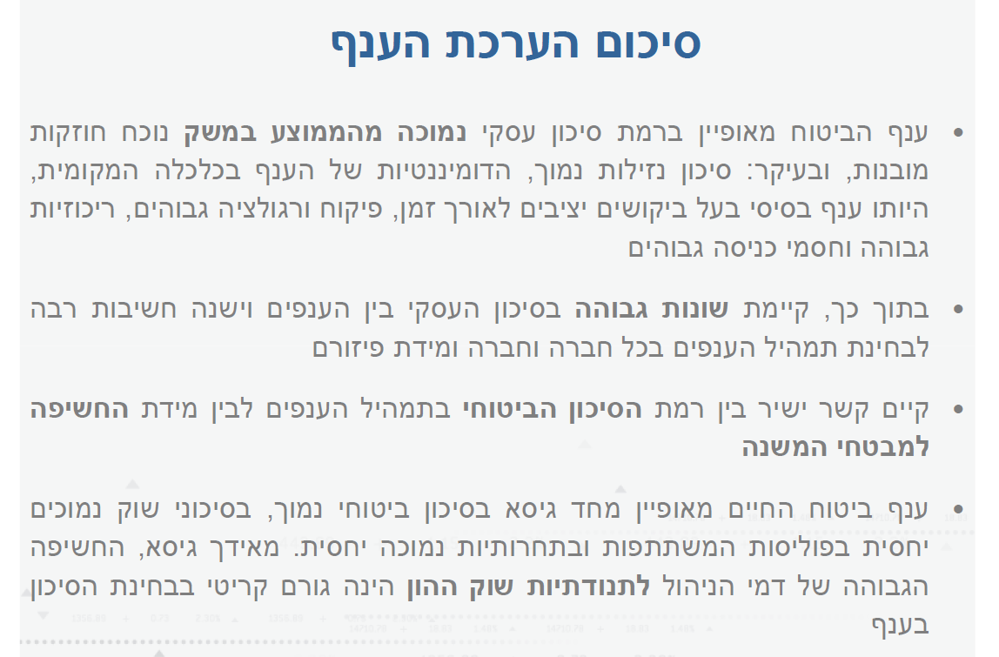 סיכום הערכת הענף
• ענף הביטוח מאופיין ברמת סיכון עסקי נמוכה מהממוצע במשק נוכח חוזקות
מובנות, ובעיקר: סיכון נזילות נמוך, הדומיננטיות של הענף בכלכלה המקומית,
היותו ענף בסיסי בעל ביקושים יציבים לאורך זמן, פיקוח ורגולציה גבוהים, ריכוזיות
גבוהה וחסמי כניסה גבוהים
• בתוך כך, קיימת שונות גבוהה בסיכון העסקי בין הענפים וישנה חשיבות רבה
לבחינת תמהיל הענפים בכל חברה וחברה ומידת פיזורם
• קיים קשר ישיר בין רמת הסיכון הביטוחי בתמהיל הענפים לבין מידת החשיפה
למבטחי המשנה
• ענף ביטוח החיים מאופיין מחד גיסא בסיכון ביטוחי נמוך, בסיכוני שוק נמוכים
יחסית בפוליסות המשתתפות ובתחרותיות נמוכה יחסית. מאידך גיסא, החשיפה
הגבוהה של דמי הניהול לתנודתיות שוק ההון הינה גורם קריטי בבחינת הסיכון
בענף